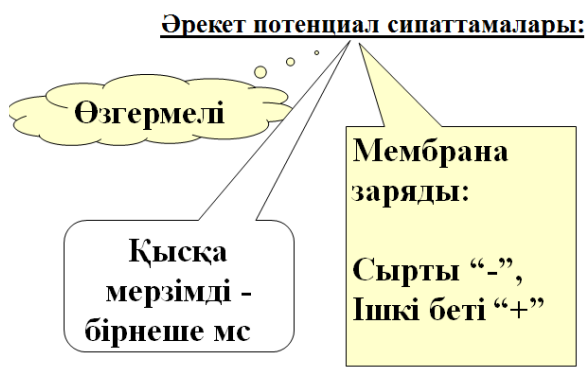 Әрекет потенциал сипаттамалары:
Өзгермелі
Қысқа
мерзімді -
бірнеше мс
Мембрана
заряды:
Сырты “-”,
Ішкі беті “+”